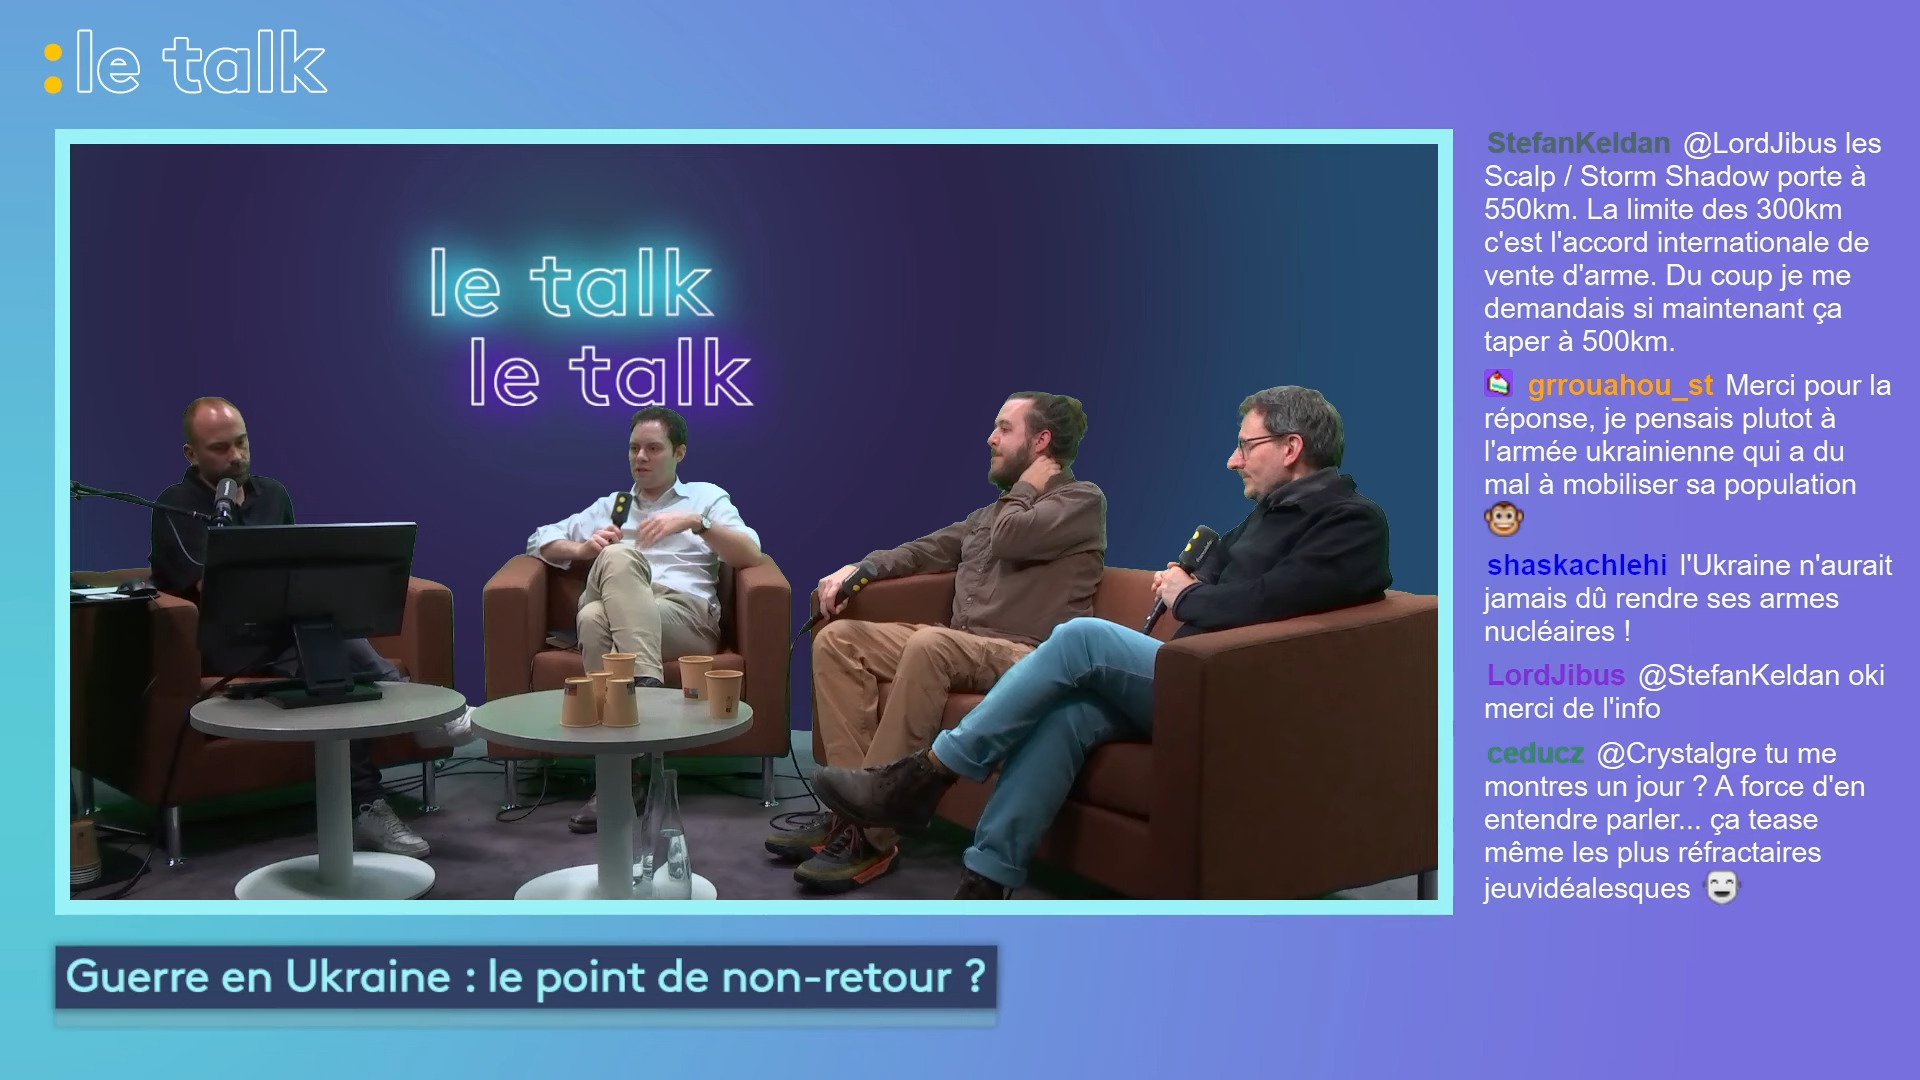 :le talk
le talk
le talk
StefanKeldan @LordJibus les
Scalp / Storm Shadow porte à
550km. La limite des 300km
c'est l'accord internationale de
vente d'arme. Du coup je me
demandais si maintenant ça
taper à 500km.
grrouahou_st Merci pour la
réponse, je pensais plutot à
l'armée ukrainienne qui a du
mal à mobiliser sa population
shaskachlehi l'Ukraine n'aurait
jamais dû rendre ses armes
nucléaires !
LordJibus @StefanKeldan oki
merci de l'info
ceducz @Crystalgre tu me
montres un jour ? A force d'en
entendre parler... ça tease
même les plus réfractaires
jeuvidéalesques
Guerre en Ukraine : le point de non-retour ?